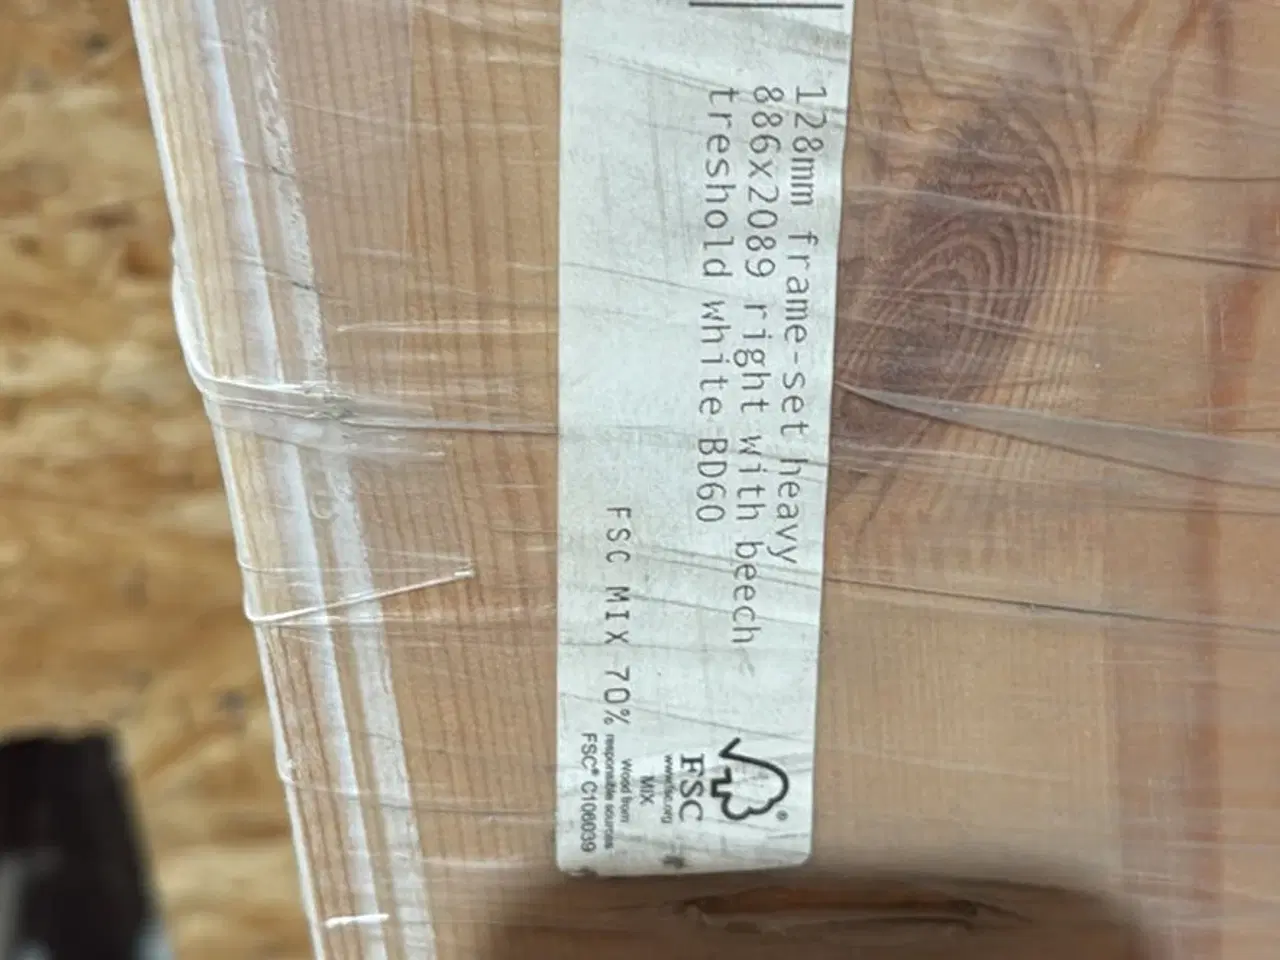 128mm frame-set heavy
886x2089 right with beech
treshold white BD60
FSC MIX 70%
®
FSC
www.fsc.org
MIX
Wood from
responsible sources
FSC® C106039